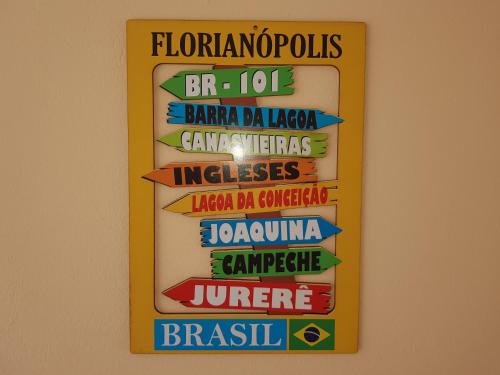 FLORIANÓPOLIS
BR - 101
BARRA DA LAGOA
CANASVIEIRAS
INGLESES
LAGOA DA CONCEIÇÃO
JOAQUINA
CAMPECHE
JURERÊ
BRASIL